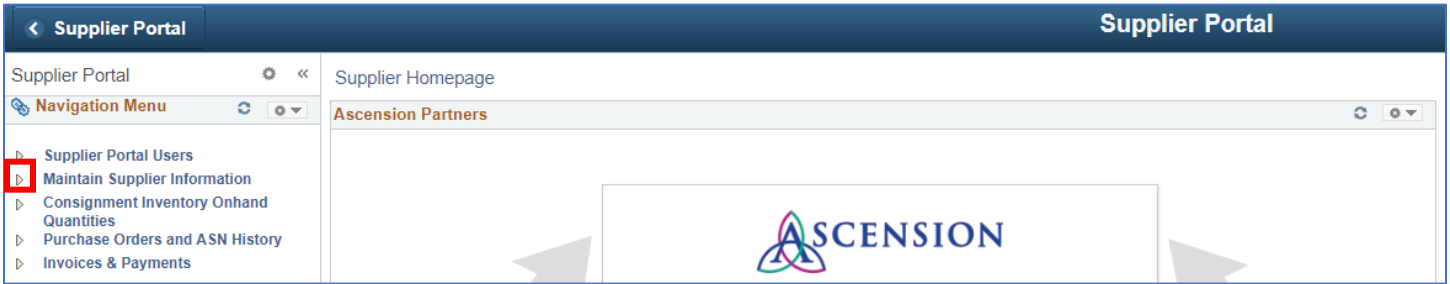 Supplier Portal
Supplier Portal
Supplier Portal
Supplier Homepage
Navigation Menu
Ascension Partners
Supplier Portal Users
Maintain Supplier Information
Consignment Inventory Onhand
Quantities
Purchase Orders and ASN History
Invoices & Payments
ASCENSION